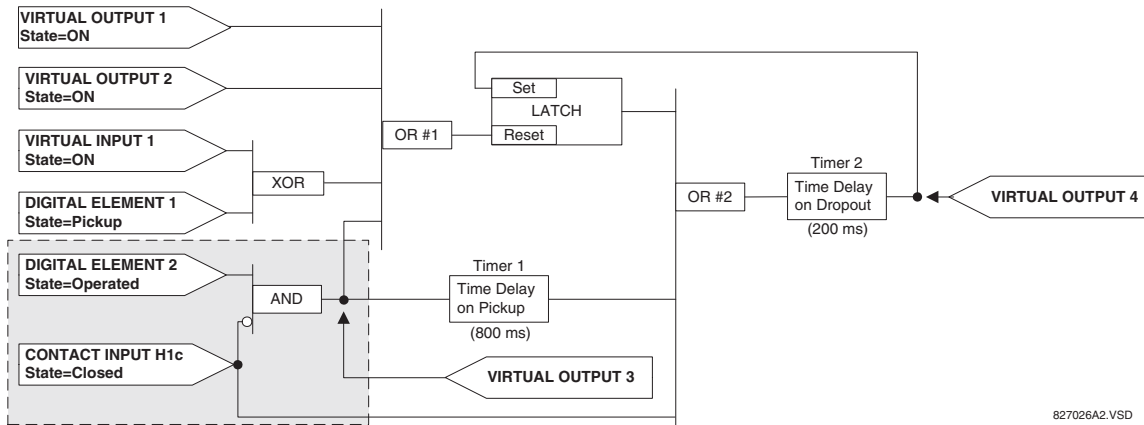 VIRTUAL OUTPUT 1
State=ON
VIRTUAL OUTPUT 2
State=ON
VIRTUAL INPUT 1
State=ON
DIGITAL ELEMENT 1
State=Pickup
DIGITAL ELEMENT 2
State=Operated
CONTACT INPUT H1c
State=Closed
XOR
AND
OR #1
Set
LATCH
Reset
Timer 1
Time Delay
on Pickup
(800 ms)
VIRTUAL OUTPUT 3
OR #2
Timer 2
Time Delay
on Dropout
(200 ms)
VIRTUAL OUTPUT 4
827026A2.VSD